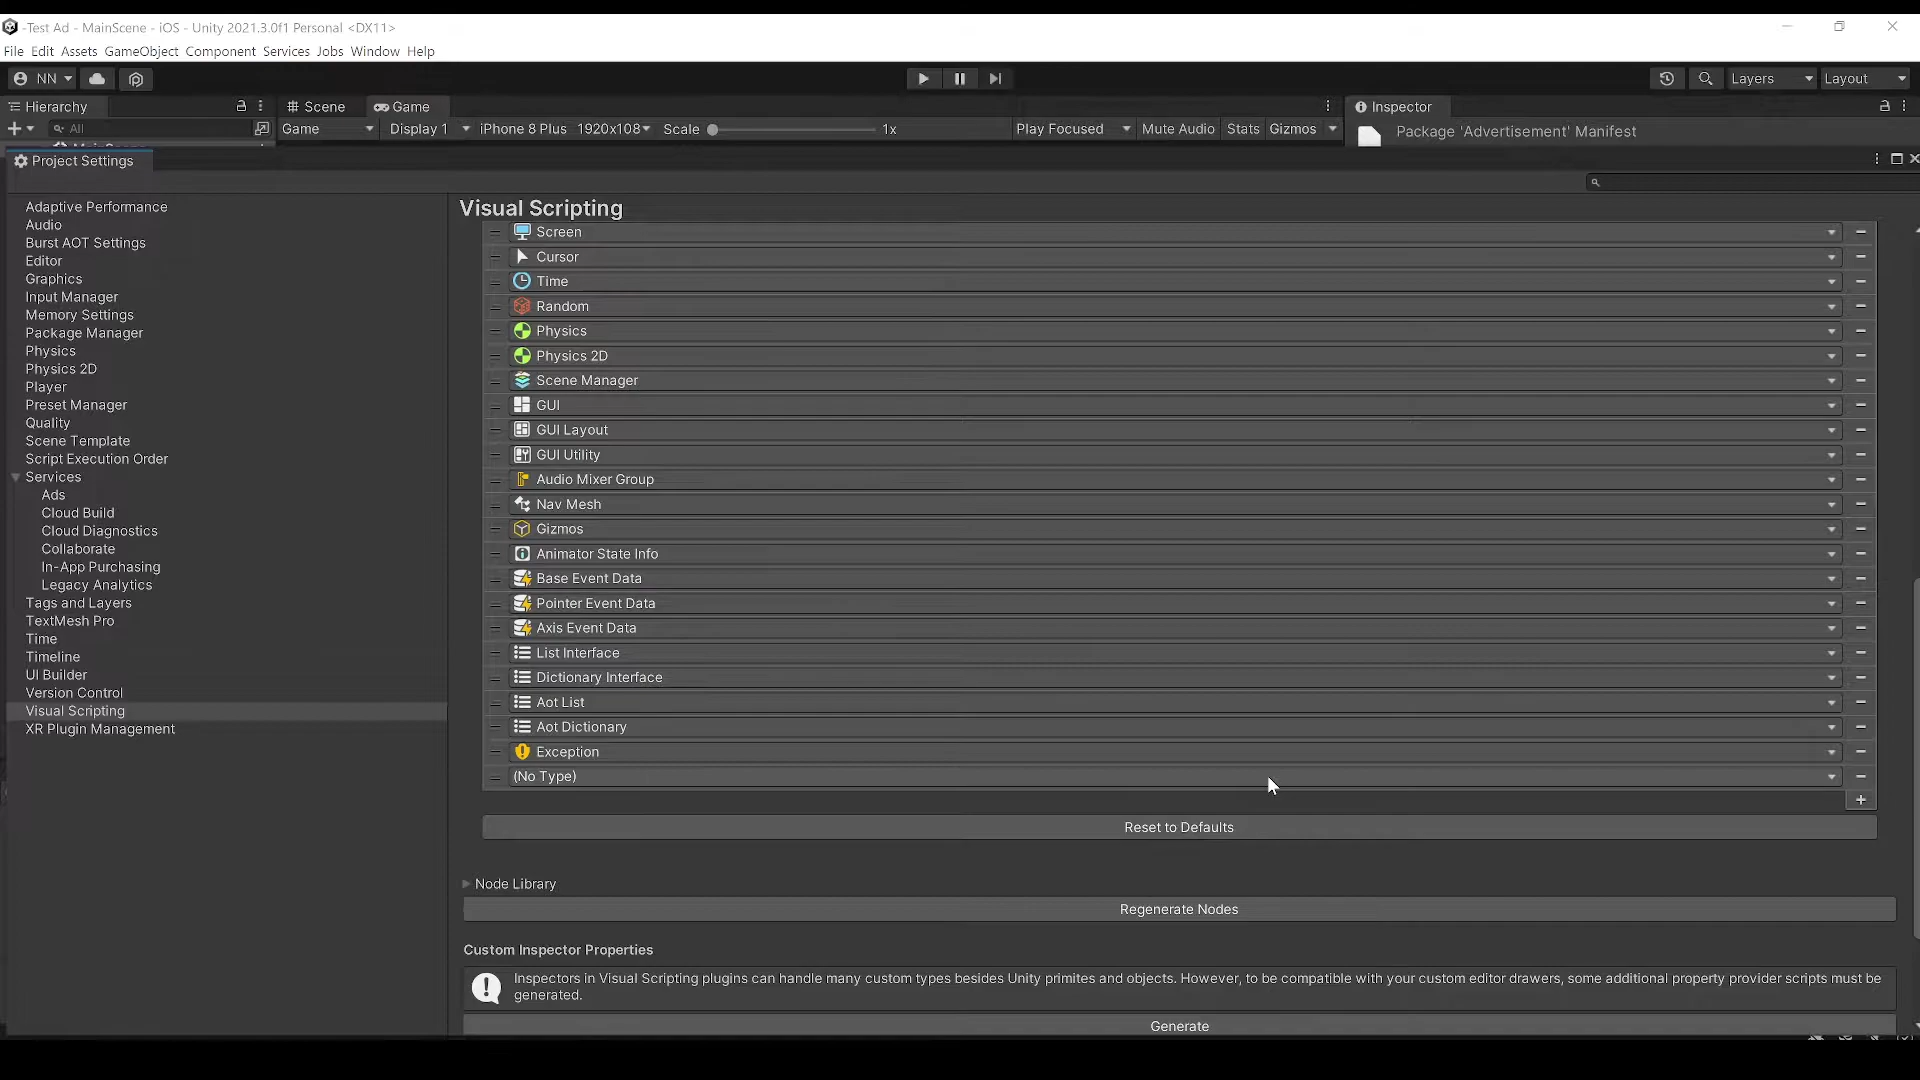 -Test Ad - MainScene - iOS - Unity 2021.3.0f1 Personal <DX11>
File Edit Assets GameObject Component Services Jobs Window Help
NN Layers Layout
Hierarchy Scene Game Inspector
All Game Display 1 iPhone 8 Plus 1920x108 Scale 1x Play Focused Mute Audio Stats Gizmos Package 'Advertisement' Manifest
Project Settings
Adaptive Performance
Audio
Burst AOT Settings
Editor
Graphics
Input Manager
Memory Settings
Package Manager
Physics
Physics 2D
Player
Preset Manager
Quality
Scene Template
Script Execution Order
Services
Ads
Cloud Build
Cloud Diagnostics
Collaborate
In-App Purchasing
Legacy Analytics
Tags and Layers
TextMesh Pro
Time
Timeline
UI Builder
Version Control
Visual Scripting
XR Plugin Management
Visual Scripting
Screen
Cursor
Time
Random
Physics
Physics 2D
Scene Manager
GUI
GUI Layout
GUI Utility
Audio Mixer Group
Nav Mesh
Gizmos
Animator State Info
Base Event Data
Pointer Event Data
Axis Event Data
List Interface
Dictionary Interface
Aot List
Aot Dictionary
Exception
(No Type)
Reset to Defaults
Node Library
Regenerate Nodes
Custom Inspector Properties
Inspectors in Visual Scripting plugins can handle many custom types besides Unity primites and objects. However, to be compatible with your custom editor drawers, some additional property provider scripts must be
generated.
Generate